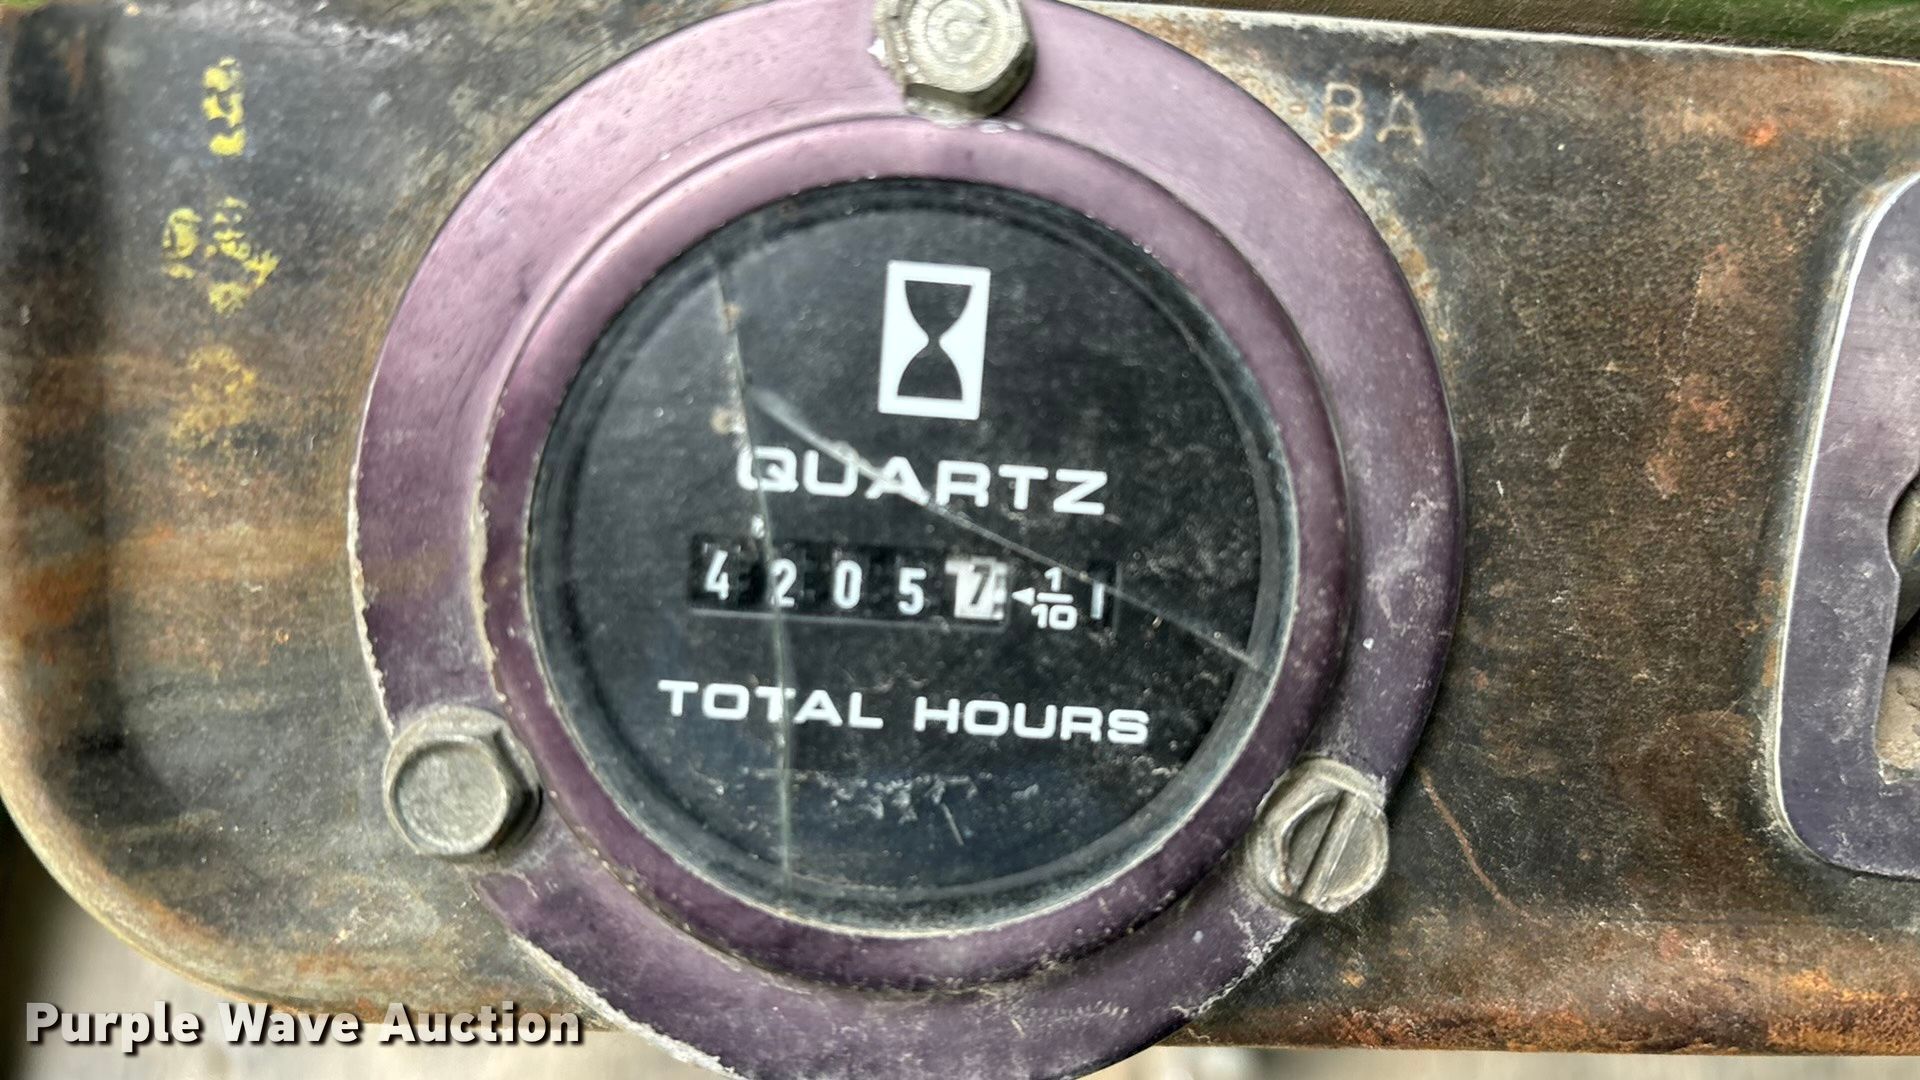 BA
QUARTZ
4 2 0 5 7 ◄ 1/10
TOTAL HOURS
Purple Wave Auction